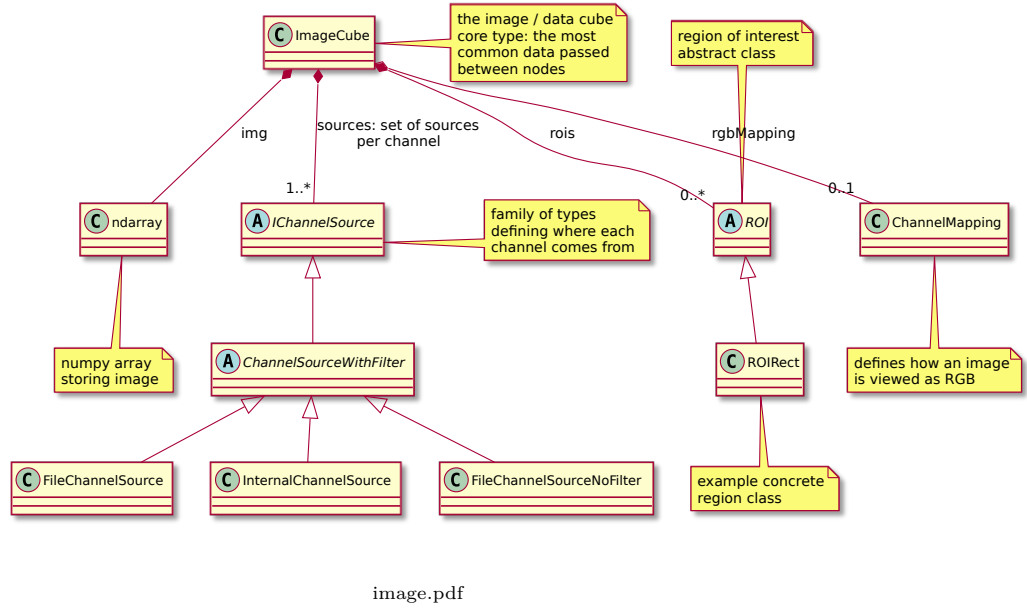 C ImageCube
the image / data cube
core type: the most
common data passed
between nodes
region of interest
abstract class
img
sources: set of sources
per channel
rois
rgbMapping
1..*
0..*
0..1
C ndarray
A IChannelSource
family of types
defining where each
channel comes from
A ROI
C ChannelMapping
numpy array
storing image
A ChannelSourceWithFilter
C ROIRect
defines how an image
is viewed as RGB
C FileChannelSource
C InternalChannelSource
C FileChannelSourceNoFilter
example concrete
region class
image.pdf